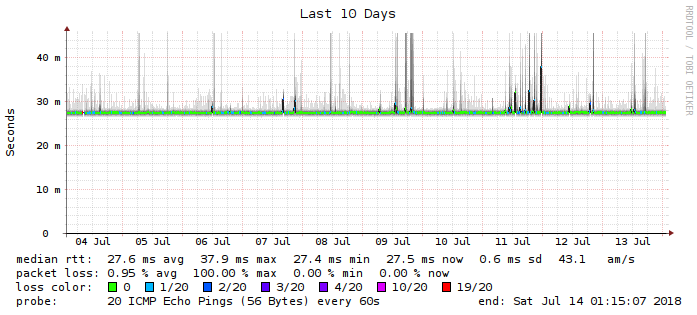 Last 10 Days
RRDTOOL / TOBI OETIKER
Seconds
40 m
30 m
20 m
10 m
0
04 Jul 05 Jul 06 Jul 07 Jul 08 Jul 09 Jul 10 Jul 11 Jul 12 Jul 13 Jul
median rtt: 27.6 ms avg 37.9 ms max 27.4 ms min 27.5 ms now 0.6 ms sd 43.1 am/s
packet loss: 0.95 % avg 100.00 % max 0.00 % min 0.00 % now
loss color: 0 1/20 2/20 3/20 4/20 10/20 19/20
probe: 20 ICMP Echo Pings (56 Bytes) every 60s end: Sat Jul 14 01:15:07 2018